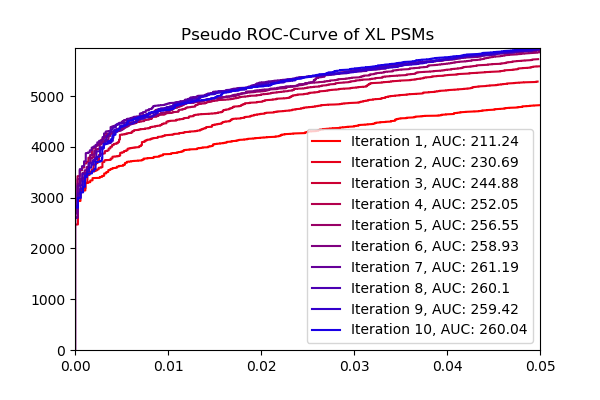 Pseudo ROC-Curve of XL PSMs
5000
4000
3000
2000
1000
0
0.00 0.01 0.02 0.03 0.04 0.05
Iteration 1, AUC: 211.24
Iteration 2, AUC: 230.69
Iteration 3, AUC: 244.88
Iteration 4, AUC: 252.05
Iteration 5, AUC: 256.55
Iteration 6, AUC: 258.93
Iteration 7, AUC: 261.19
Iteration 8, AUC: 260.1
Iteration 9, AUC: 259.42
Iteration 10, AUC: 260.04